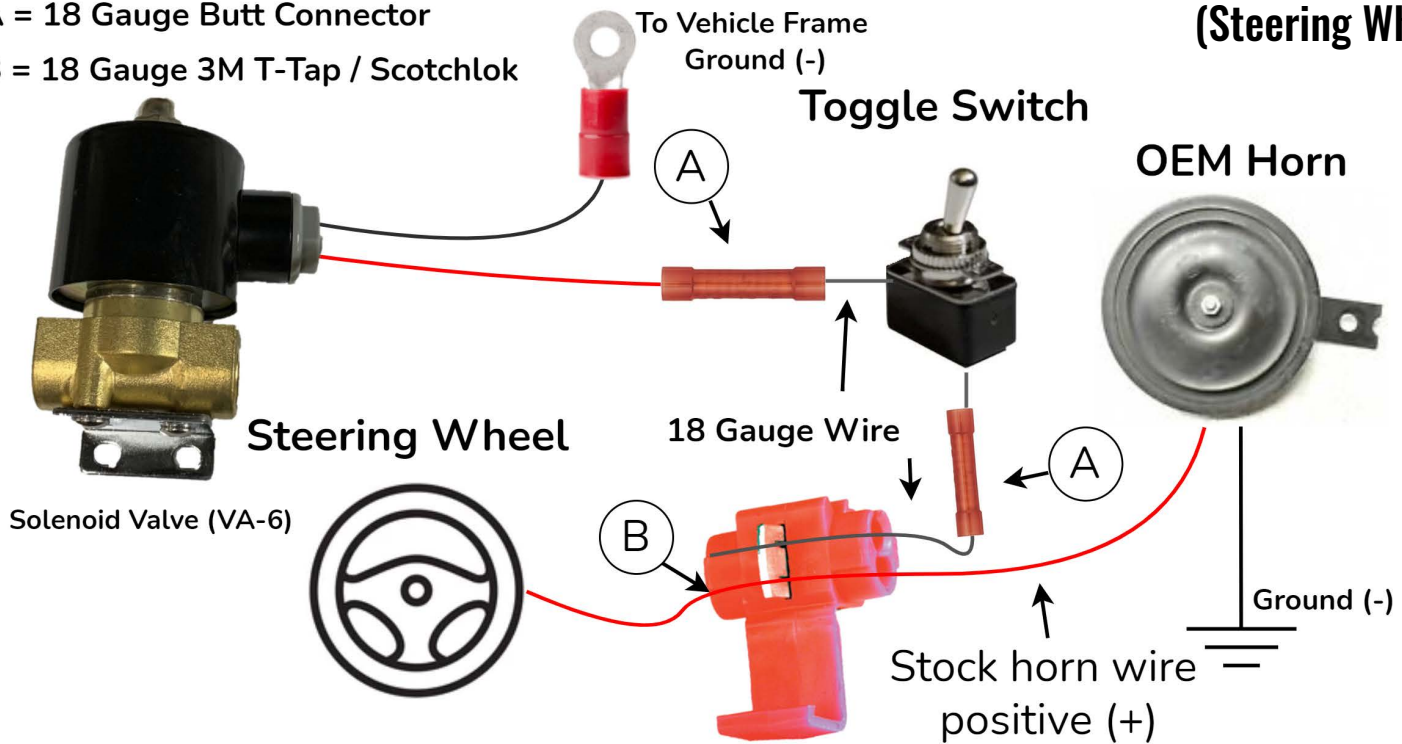 = 18 Gauge Butt Connector
= 18 Gauge 3M T-Tap / Scotchlok
To Vehicle Frame
Ground (-)
(Steering
Toggle Switch
OEM Horn
A
18 Gauge Wire
A
Steering Wheel
Solenoid Valve (VA-6)
B
Ground (-)
Stock horn wire
positive (+)